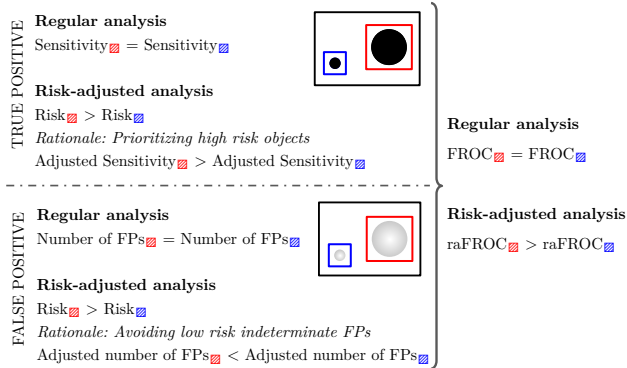 TRUE POSITIVE
Regular analysis
Sensitivity = Sensitivity
Risk-adjusted analysis
Risk > Risk
Rationale: Prioritizing high risk objects
Adjusted Sensitivity > Adjusted Sensitivity
FALSE POSITIVE
Regular analysis
Number of FPs = Number of FPs
Risk-adjusted analysis
Risk > Risk
Rationale: Avoiding low risk indeterminate FPs
Adjusted number of FPs < Adjusted number of FPs
Regular analysis
FROC = FROC
Risk-adjusted analysis
raFROC > raFROC